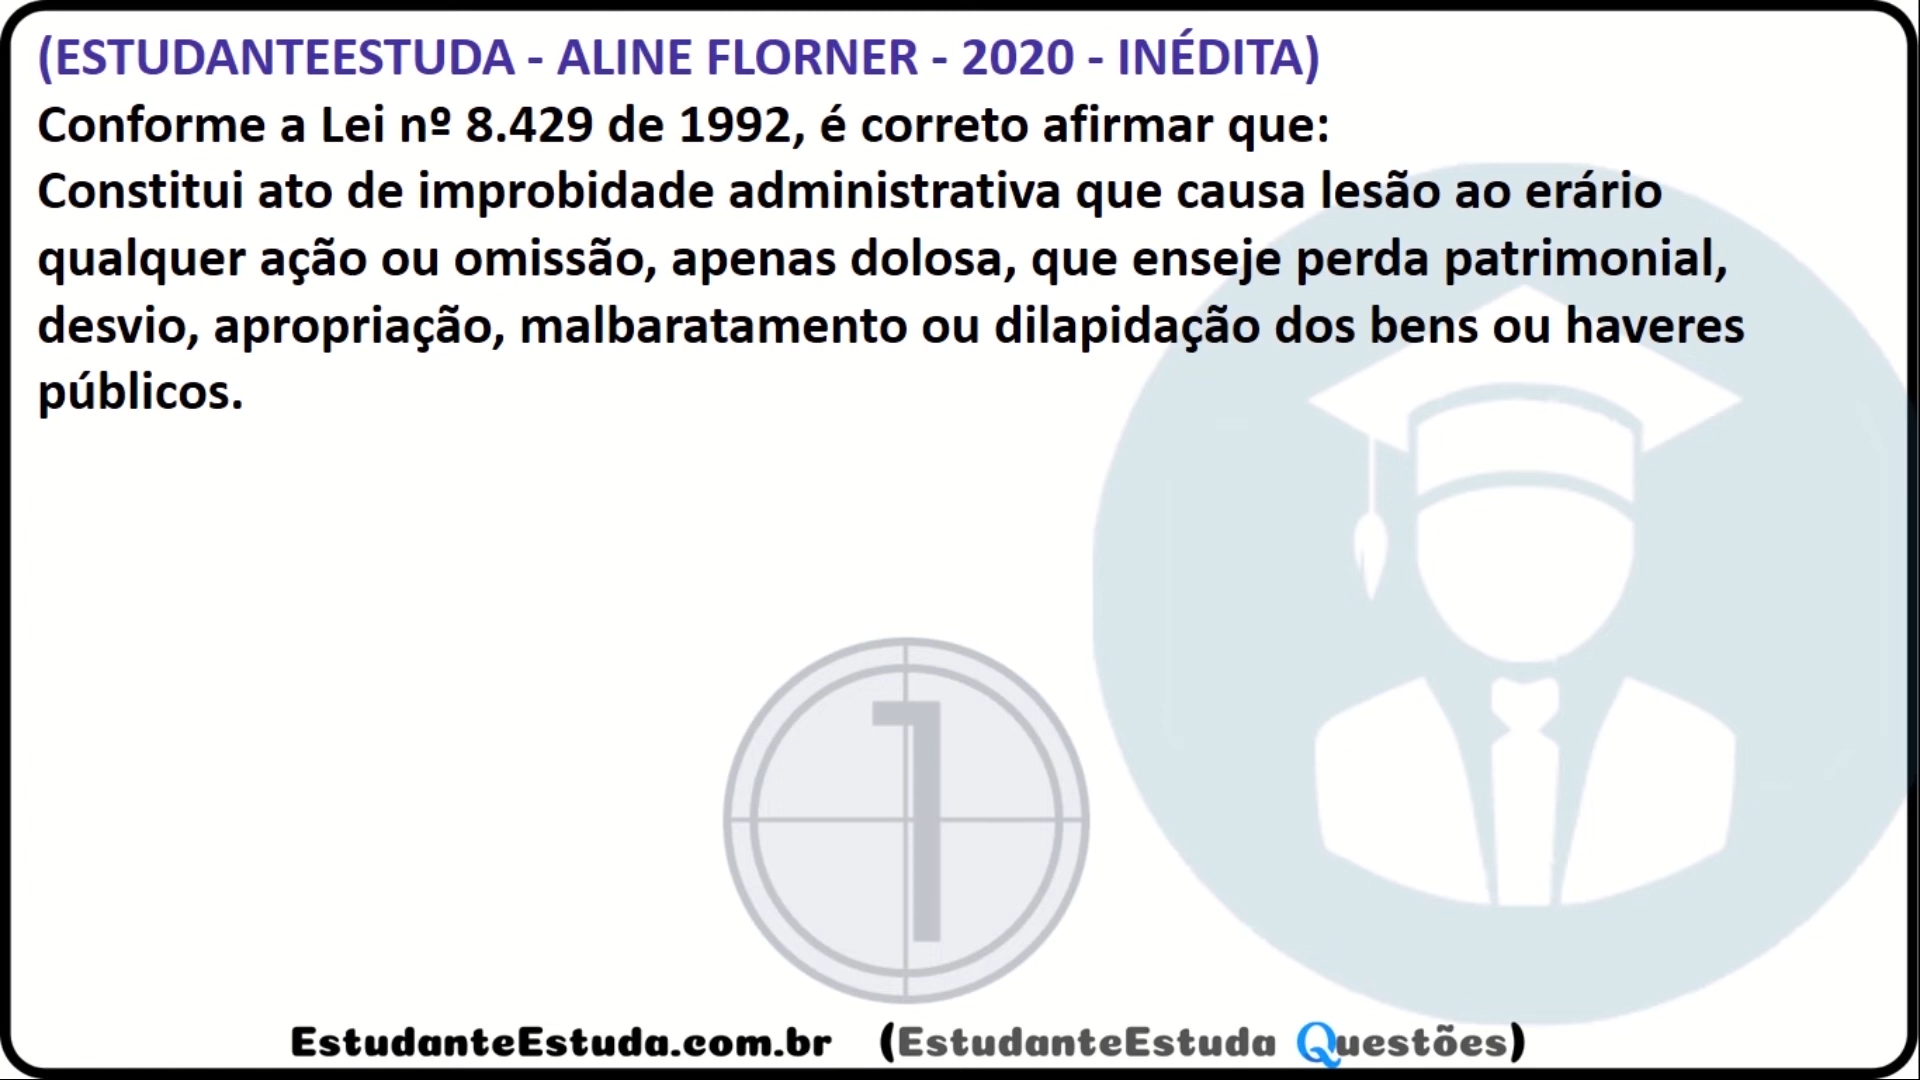 (ESTUDANTEESTUDA - ALINE FLORNER - 2020 - INÉDITA)
Conforme a Lei nº 8.429 de 1992, é correto afirmar que:
Constitui ato de improbidade administrativa que causa lesão ao erário
qualquer ação ou omissão, apenas dolosa, que enseje perda patrimonial,
desvio, apropriação, malbaratamento ou dilapidação dos bens ou haveres
públicos.
1
EstudanteEstuda.com.br (EstudanteEstuda Questões)